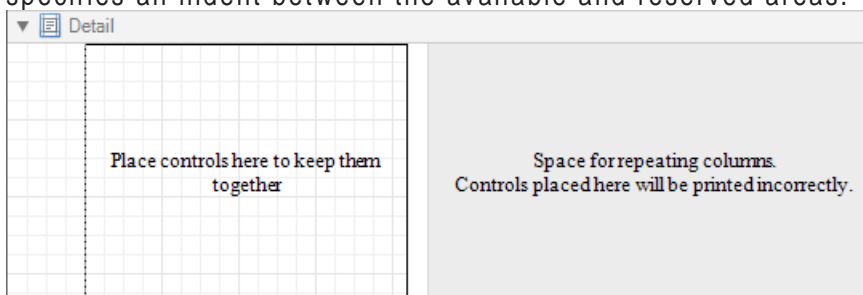 specifies an indent between the available and reserved areas.
Detail
Place controls here to keep them
together
Space for repeating columns.
Controls placed here will be printed incorrectly.